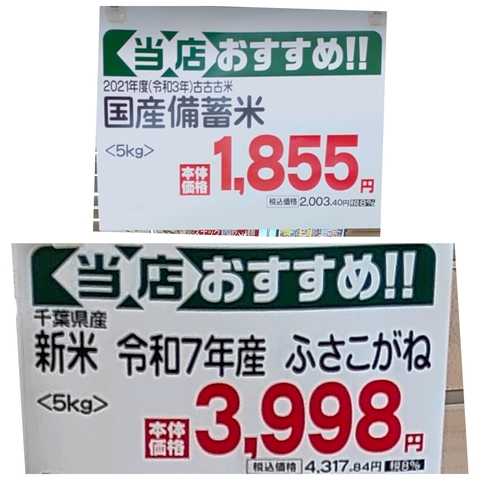 当店おすすめ!!
2021年度(令和3年)古古古米
国産備蓄米
<5kg>
本体価格 1,855円
税込価格 2,003.40円 税8%
当店おすすめ!!
千葉県産
新米 令和7年産 ふさこがね
<5kg>
本体価格 3,998円
税込価格 4,317.84円 税8%